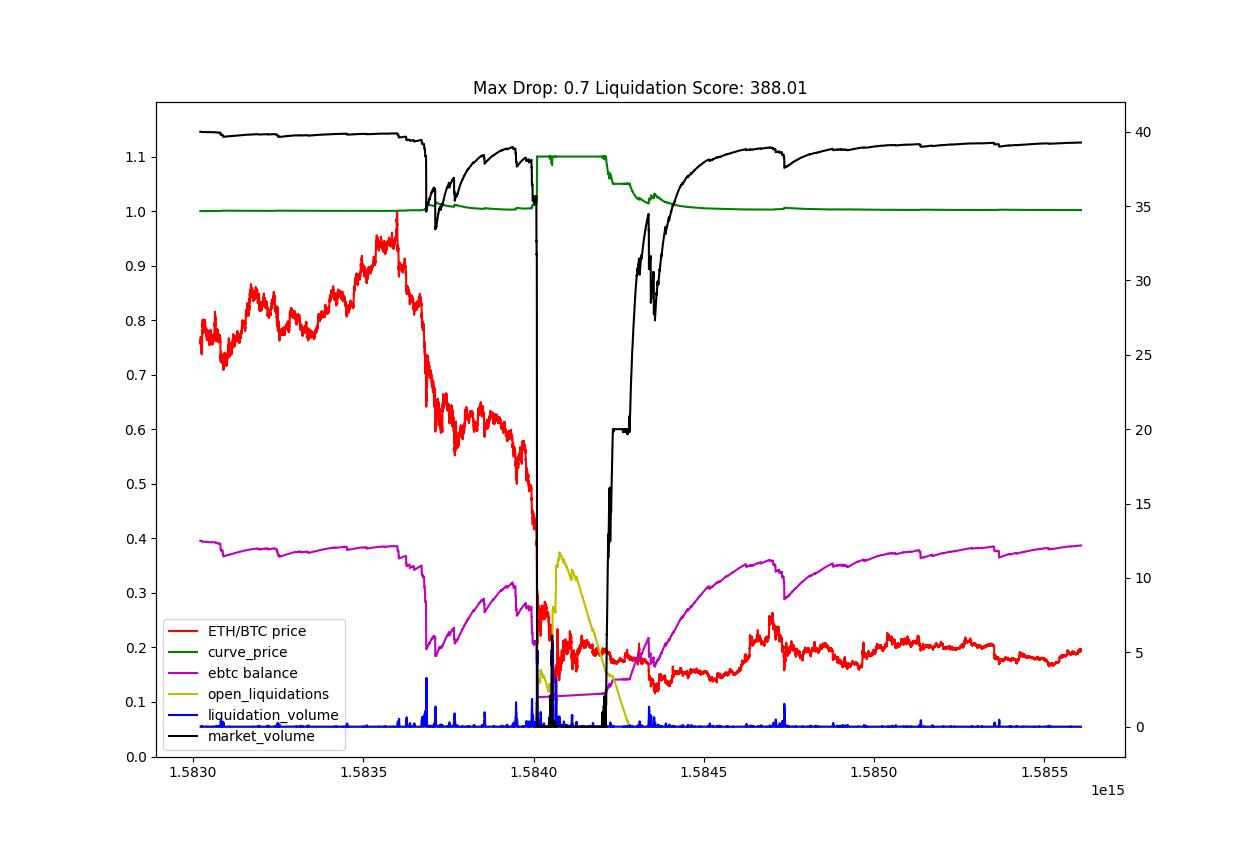 Max Drop: 0.7 Liquidation Score: 388.01
1.1
1.0
0.9
0.8
0.7
0.6
0.5
0.4
0.3
0.2
0.1
0.0
40
35
30
25
20
15
10
5
0
ETH/BTC price
curve_price
ebtc balance
open_liquidations
liquidation_volume
market_volume
1.5830 1.5835 1.5840 1.5845 1.5850 1.5855
1e15